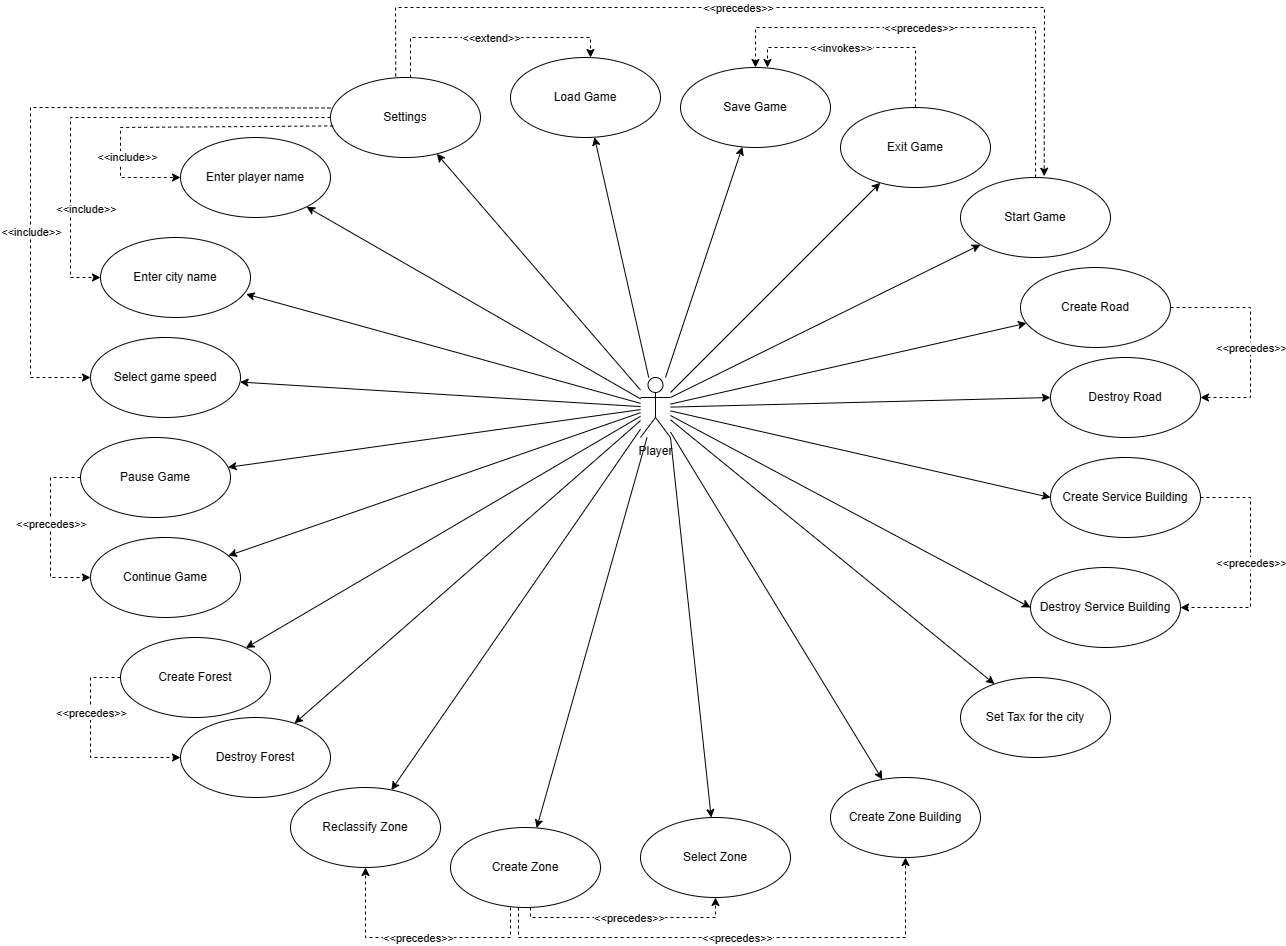 <<precedes>>
<<precedes>>
<<extend>>
<<invokes>>
Load Game
Save Game
Settings
Exit Game
<<include>>
Enter player name
<<include>>
Start Game
<<include>>
Enter city name
Create Road
<<precedes>>
Select game speed
Destroy Road
Player
Pause Game
Create Service Building
<<precedes>>
<<precedes>>
Continue Game
Destroy Service Building
Create Forest
<<precedes>>
Set Tax for the city
Destroy Forest
Reclassify Zone
Create Zone Building
Create Zone
Select Zone
<<precedes>>
<<precedes>>
<<precedes>>